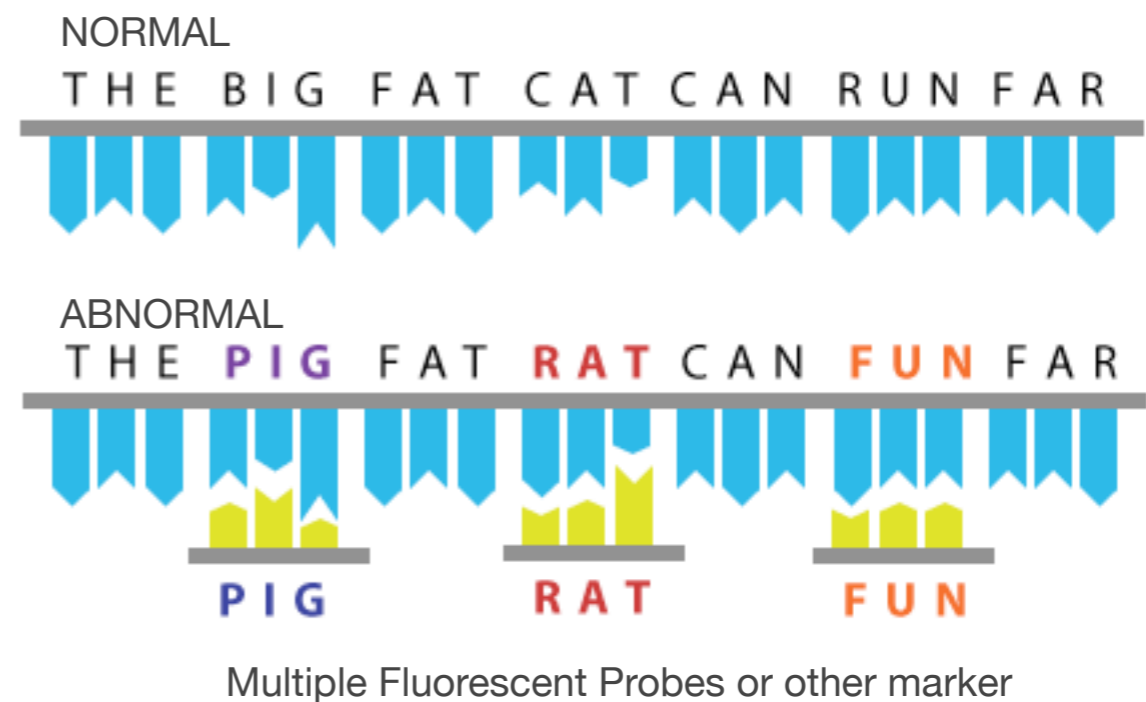 NORMAL
THE BIG FAT CAT CAN RUN FAR
ABNORMAL
THE PIG FAT RAT CAN FUN FAR
PIG RAT FUN
Multiple Fluorescent Probes or other marker